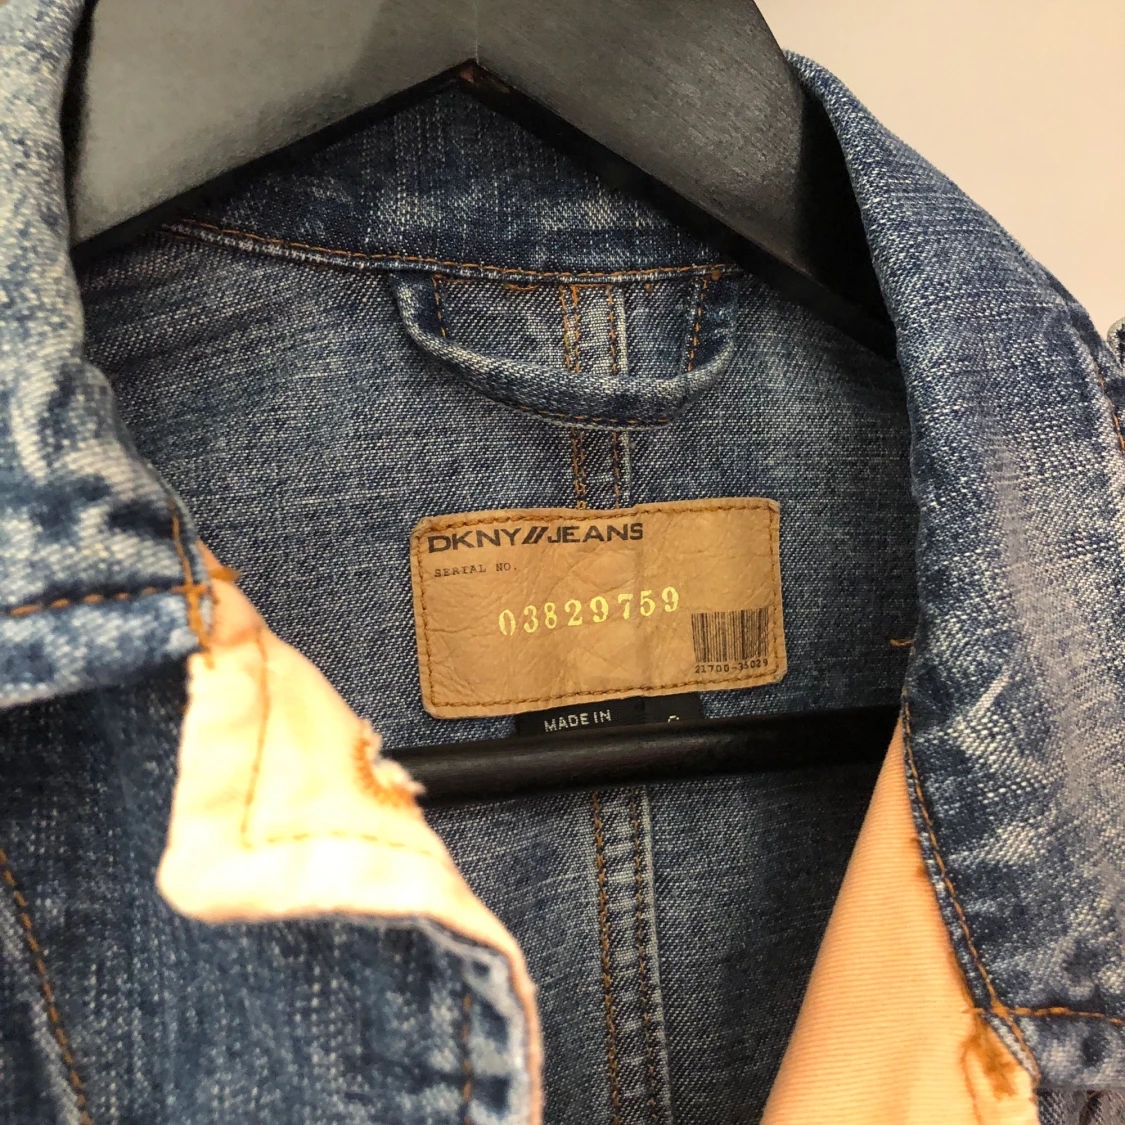 DKNY//JEANS
SERIAL NO.
03829759
21700-35029
MADE IN